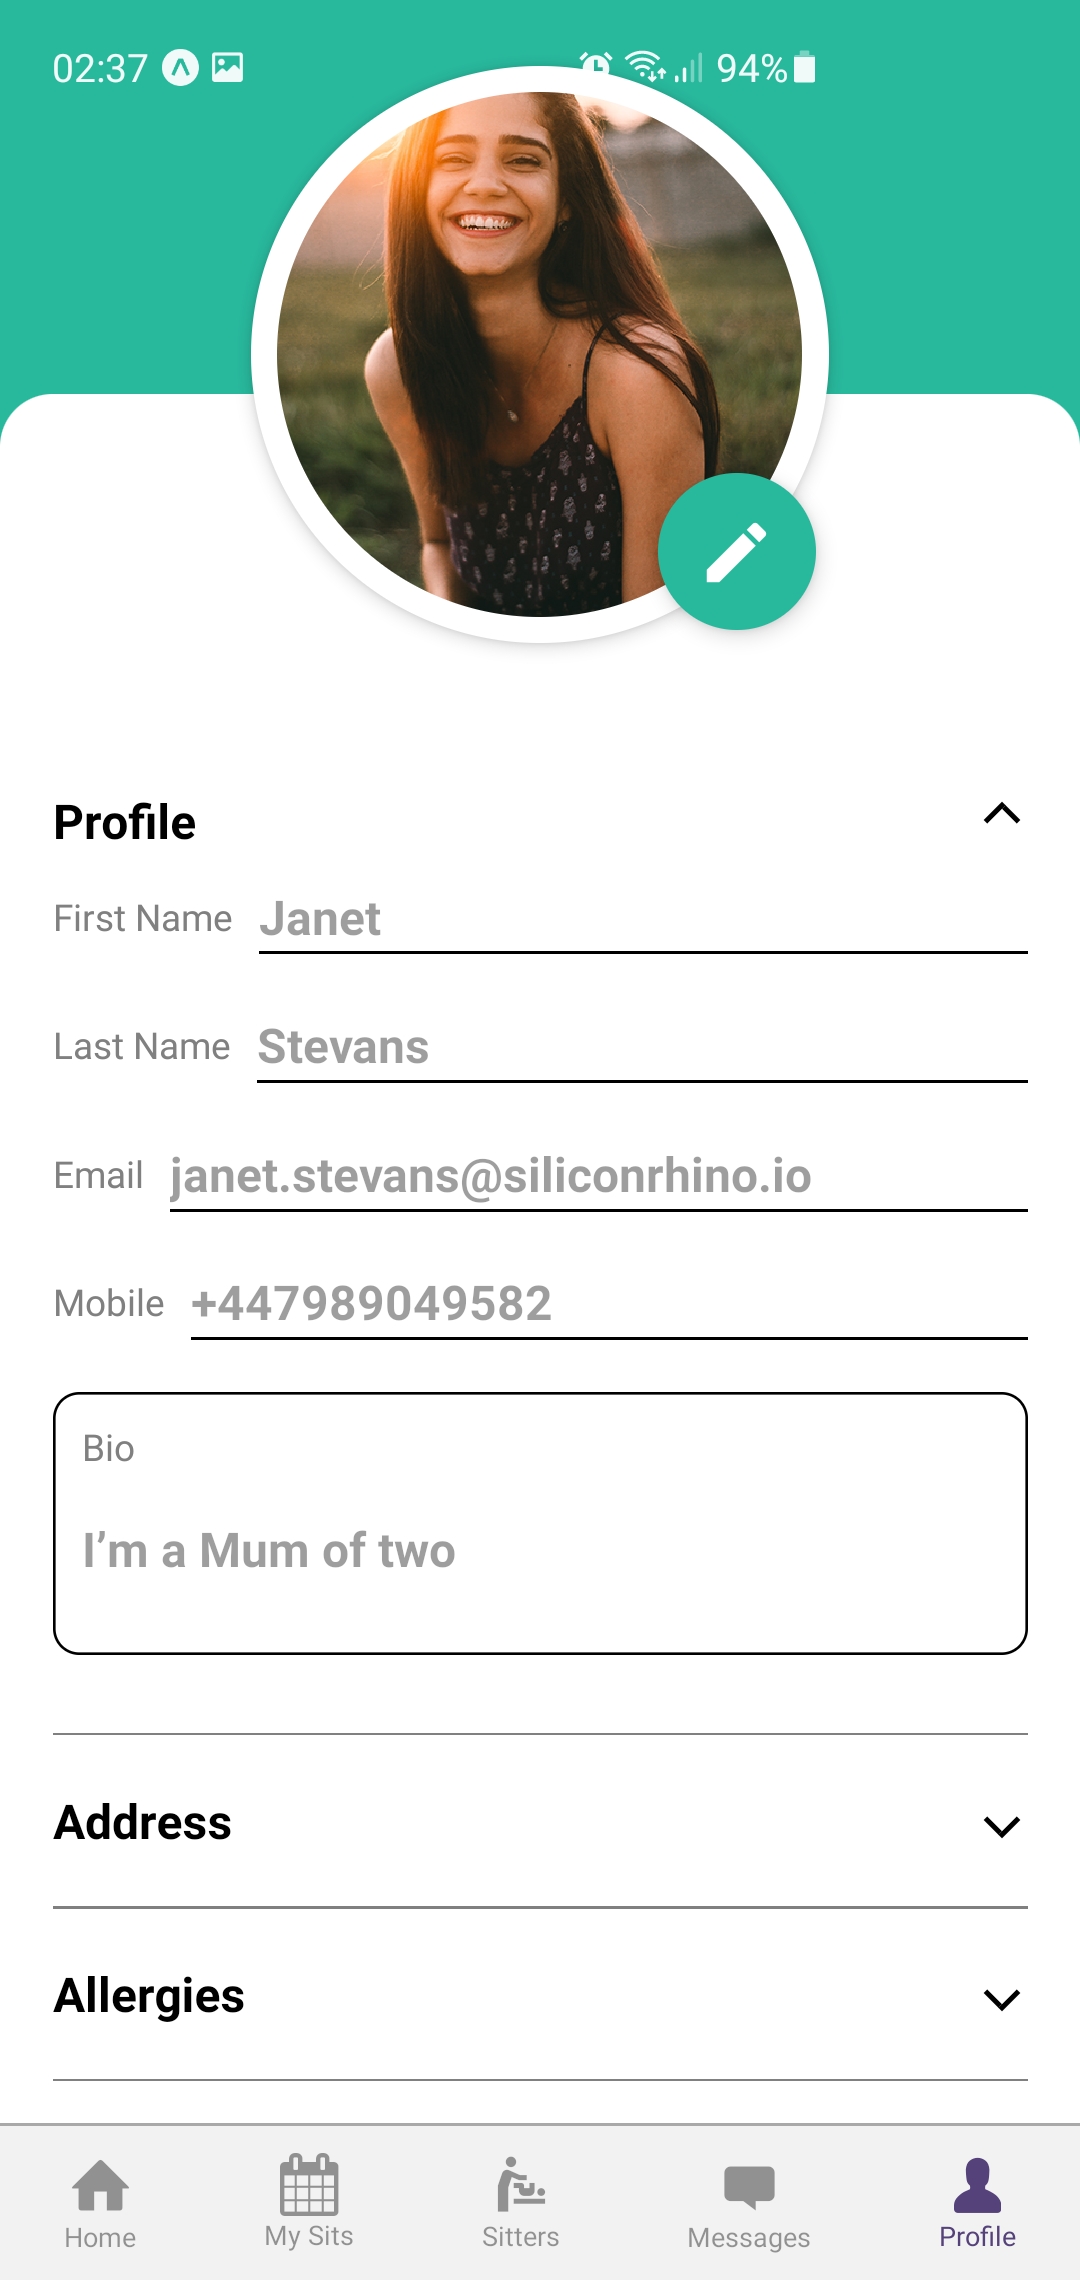 02:37 94%
Profile
First Name Janet
Last Name Stevans
Email janet.stevans@siliconrhino.io
Mobile +447989049582
Bio
I’m a Mum of two
Address
Allergies
Home My Sits Sitters Messages Profile